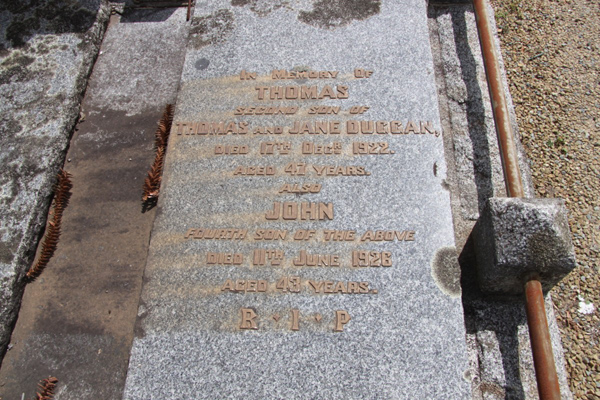 IN MEMORY OF
THOMAS
SECOND SON OF
THOMAS AND JANE DUGGAN,
DIED 17TH DECR 1922.
AGED 47 YEARS.
ALSO
JOHN
FOURTH SON OF THE ABOVE
DIED 11TH JUNE 1926
AGED 43 YEARS.
R · I · P